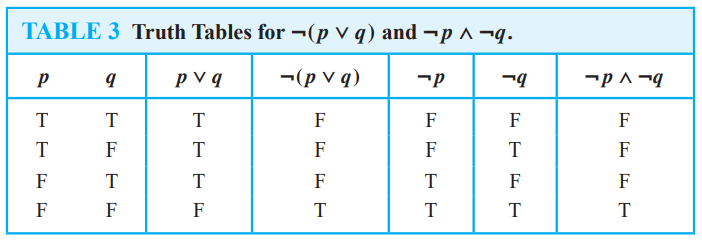 TABLE 3 Truth Tables for ¬(p ∨ q) and ¬p ∧ ¬q.
p q p ∨ q ¬(p ∨ q) ¬p ¬q ¬p ∧ ¬q
T T T F F F F
T F T F F T F
F T T F T F F
F F F T T T T